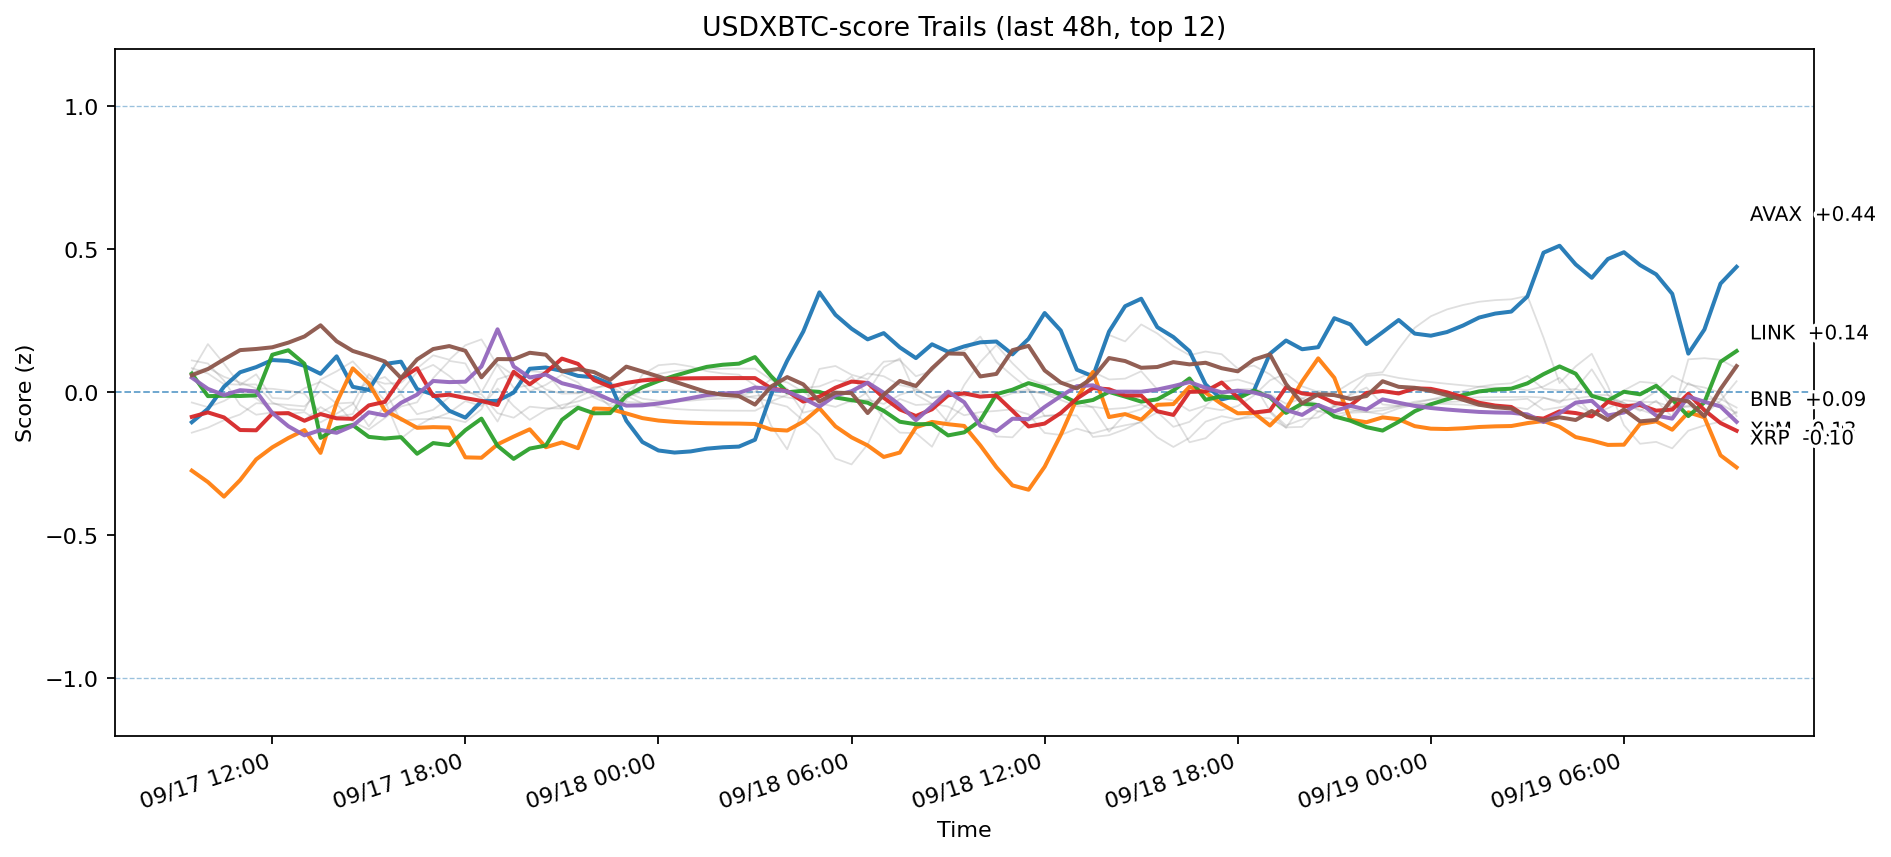 USDXBTC-score Trails (last 48h, top 12)
Score (z)
1.0
0.5
0.0
−0.5
−1.0
AVAX +0.44
LINK +0.14
BNB +0.09
XRP -0.10
09/17 12:00
09/17 18:00
09/18 00:00
09/18 06:00
09/18 12:00
09/18 18:00
09/19 00:00
09/19 06:00
Time